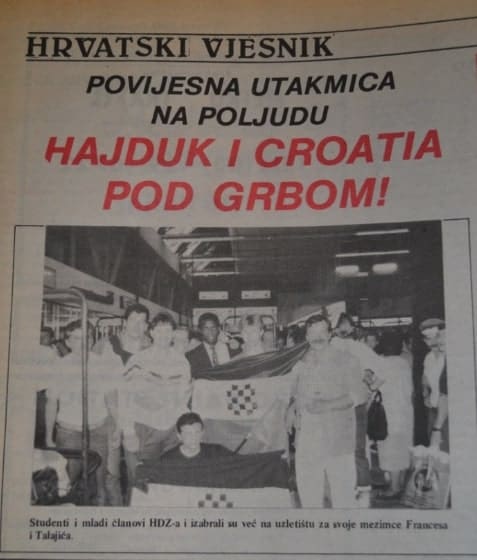 HRVATSKI VJESNIK
POVIJESNA UTAKMICA
NA POLJUDU
HAJDUK I CROATIA
POD GRBOM!
Studenti i mladi članovi HDZ-a i izabrali su već na uzletištu za svoje mezimce Francesa
i Talajića.